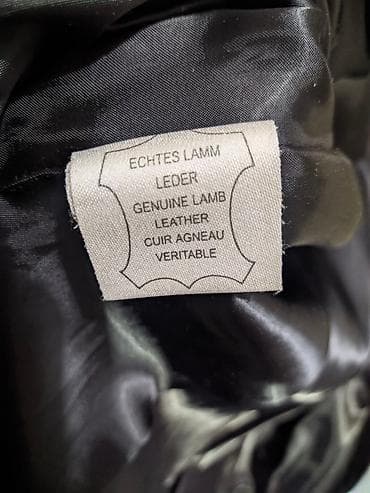 ECHTES LAMM
LEDER
GENUINE LAMB
LEATHER
CUIR AGNEAU
VERITABLE